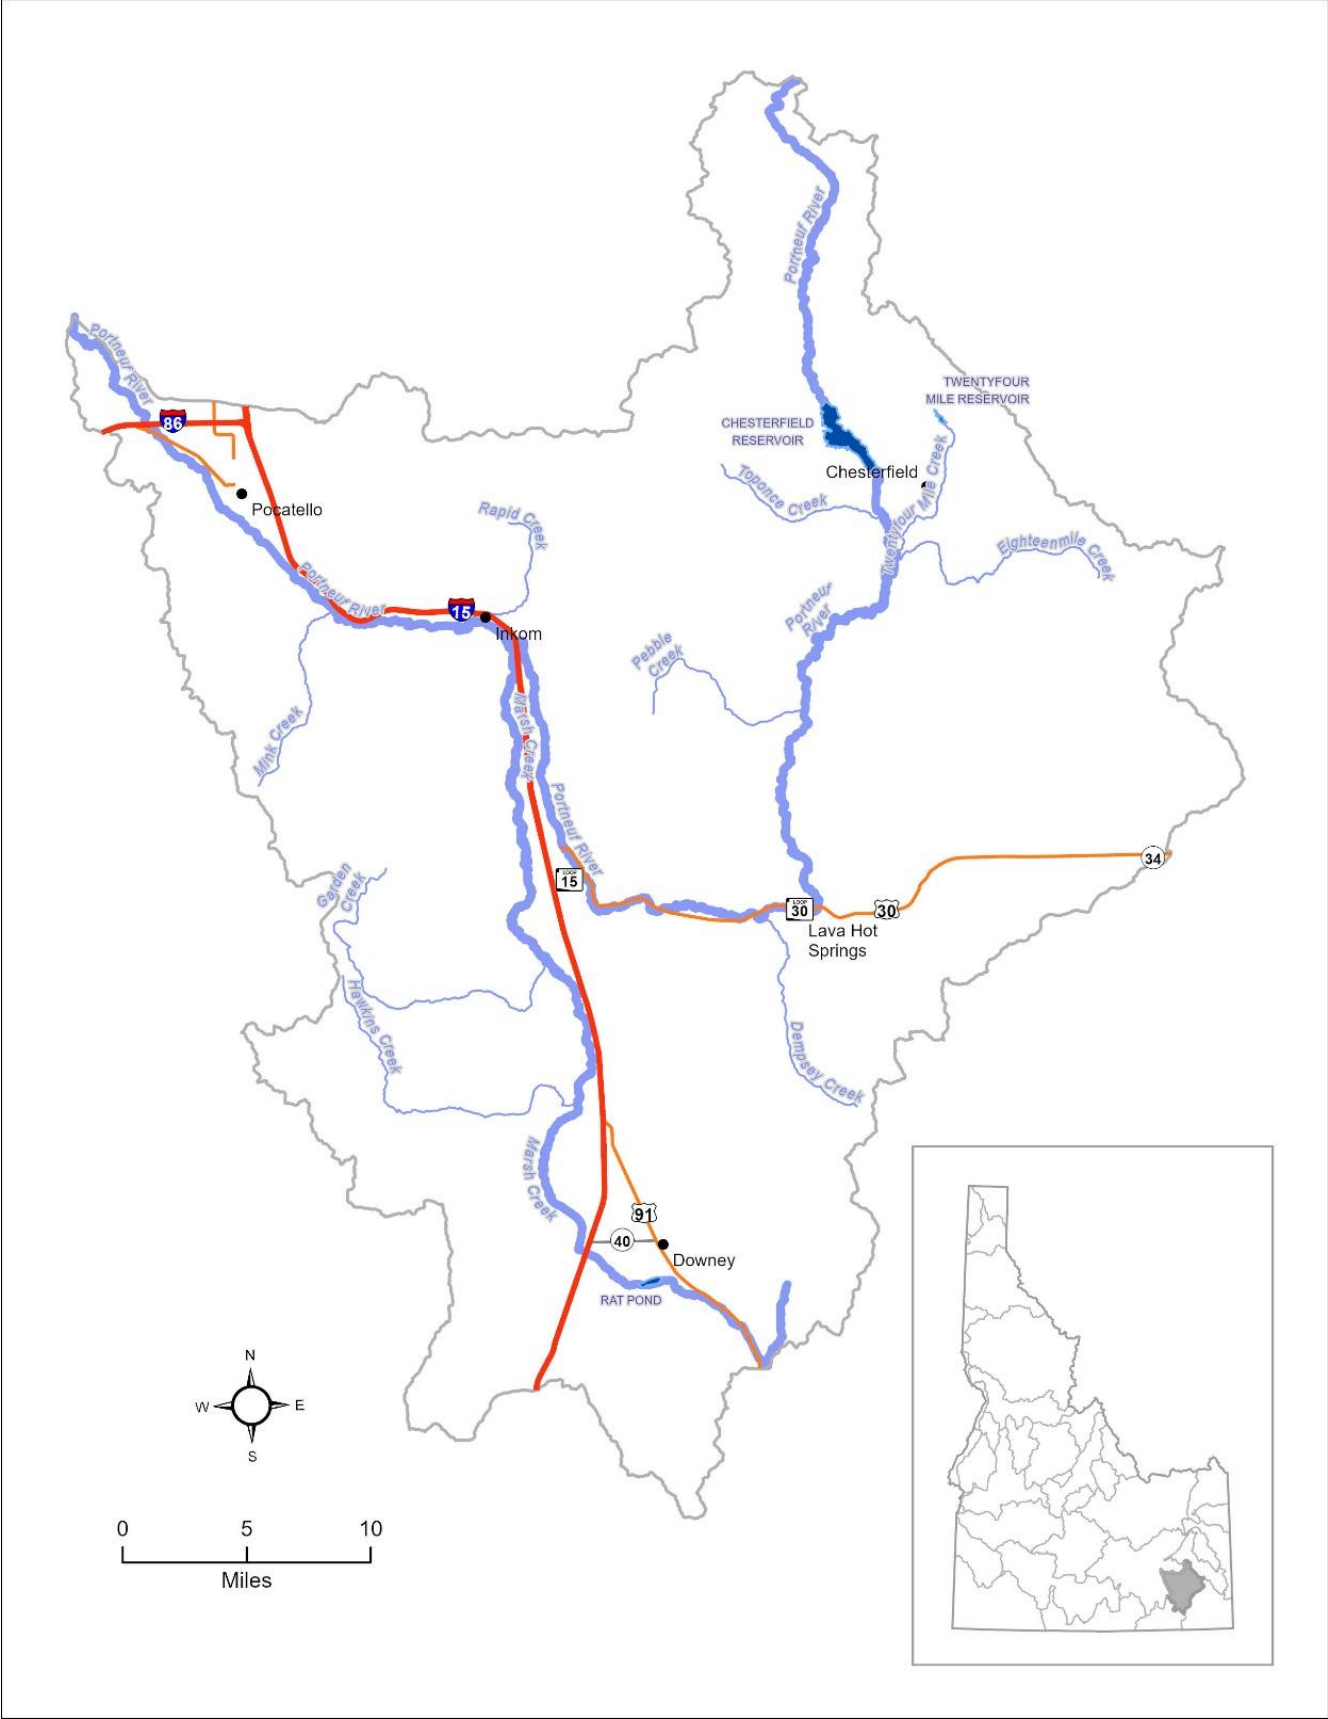 Portneuf River
Portneuf River
TWENTYFOUR
MILE RESERVOIR
86
CHESTERFIELD
RESERVOIR
Chesterfield
Toponce Creek
Twentyfour Mile Creek
Pocatello
Rapid Creek
Eighteenmile Creek
Portneuf River
15
Inkom
Portneuf
River
Pebble
Creek
Marsh Creek
Mink Creek
Portneuf River
LOOP
15
34
Garden
Creek
LOOP
30
30
Lava Hot
Springs
Hawkins Creek
Dempsey Creek
Marsh Creek
91
40
Downey
RAT POND
N
W
E
S
0 5 10
Miles